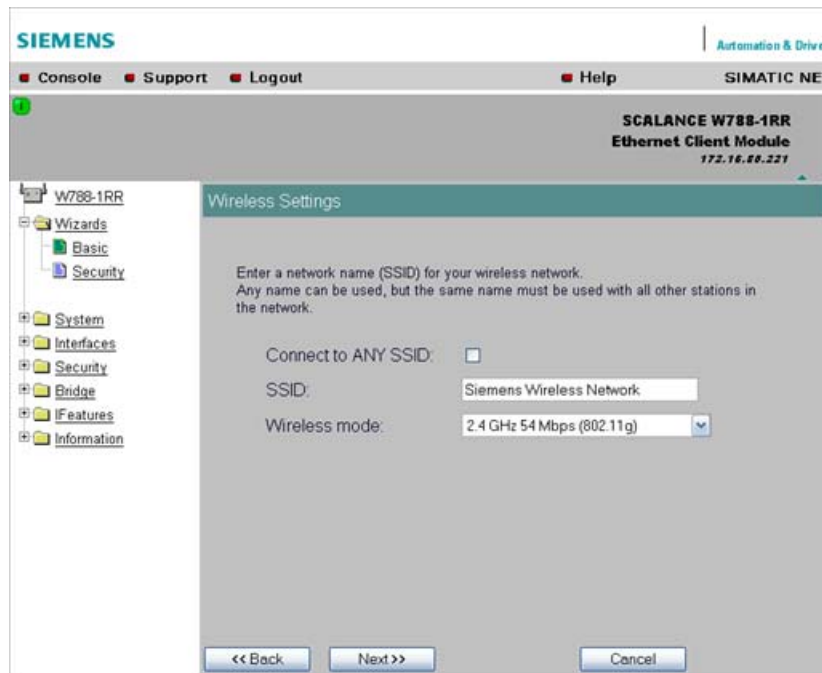 SIEMENS
Automation & Drive
Console Support Logout Help SIMATIC NE
SCALANCE W788-1RR
Ethernet Client Module
172.16.80.221
W788-1RR
Wizards
Basic
Security
System
Interfaces
Security
Bridge
IFeatures
Information
Wireless Settings
Enter a network name (SSID) for your wireless network.
Any name can be used, but the same name must be used with all other stations in
the network.
Connect to ANY SSID:
SSID: Siemens Wireless Network
Wireless mode: 2.4 GHz 54 Mbps (802.11g)
<< Back Next >> Cancel